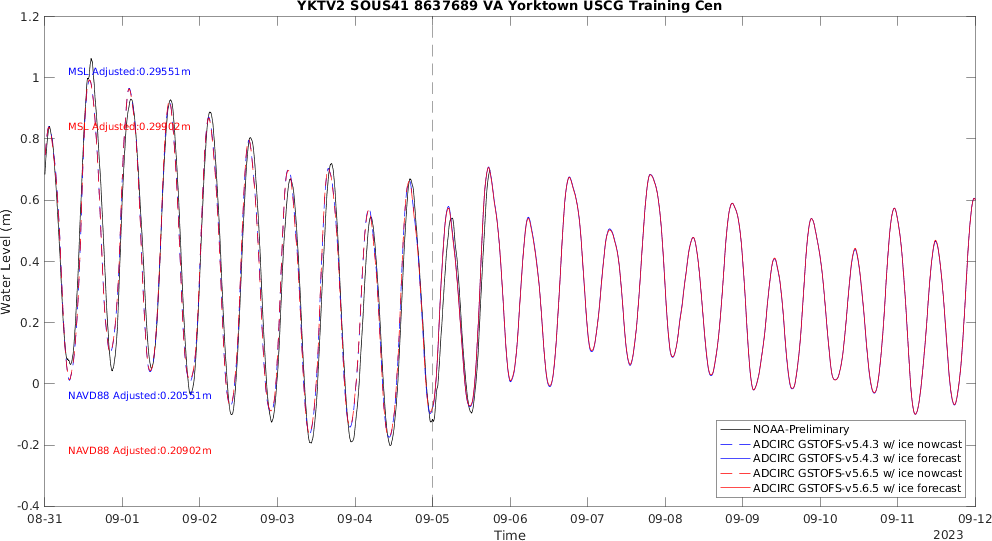 YKTV2 SOUS41 8637689 VA Yorktown USCG Training Cen
1.2
1
0.8
0.6
0.4
0.2
0
-0.2
-0.4
Water Level (m)
MSL Adjusted:0.29551m
MSL Adjusted:0.29902m
NAVD88 Adjusted:0.20551m
NAVD88 Adjusted:0.20902m
NOAA-Preliminary
ADCIRC GSTOFS-v5.4.3 w/ ice nowcast
ADCIRC GSTOFS-v5.4.3 w/ ice forecast
ADCIRC GSTOFS-v5.6.5 w/ ice nowcast
ADCIRC GSTOFS-v5.6.5 w/ ice forecast
08-31 09-01 09-02 09-03 09-04 09-05 09-06 09-07 09-08 09-09 09-10 09-11 09-12
Time
2023